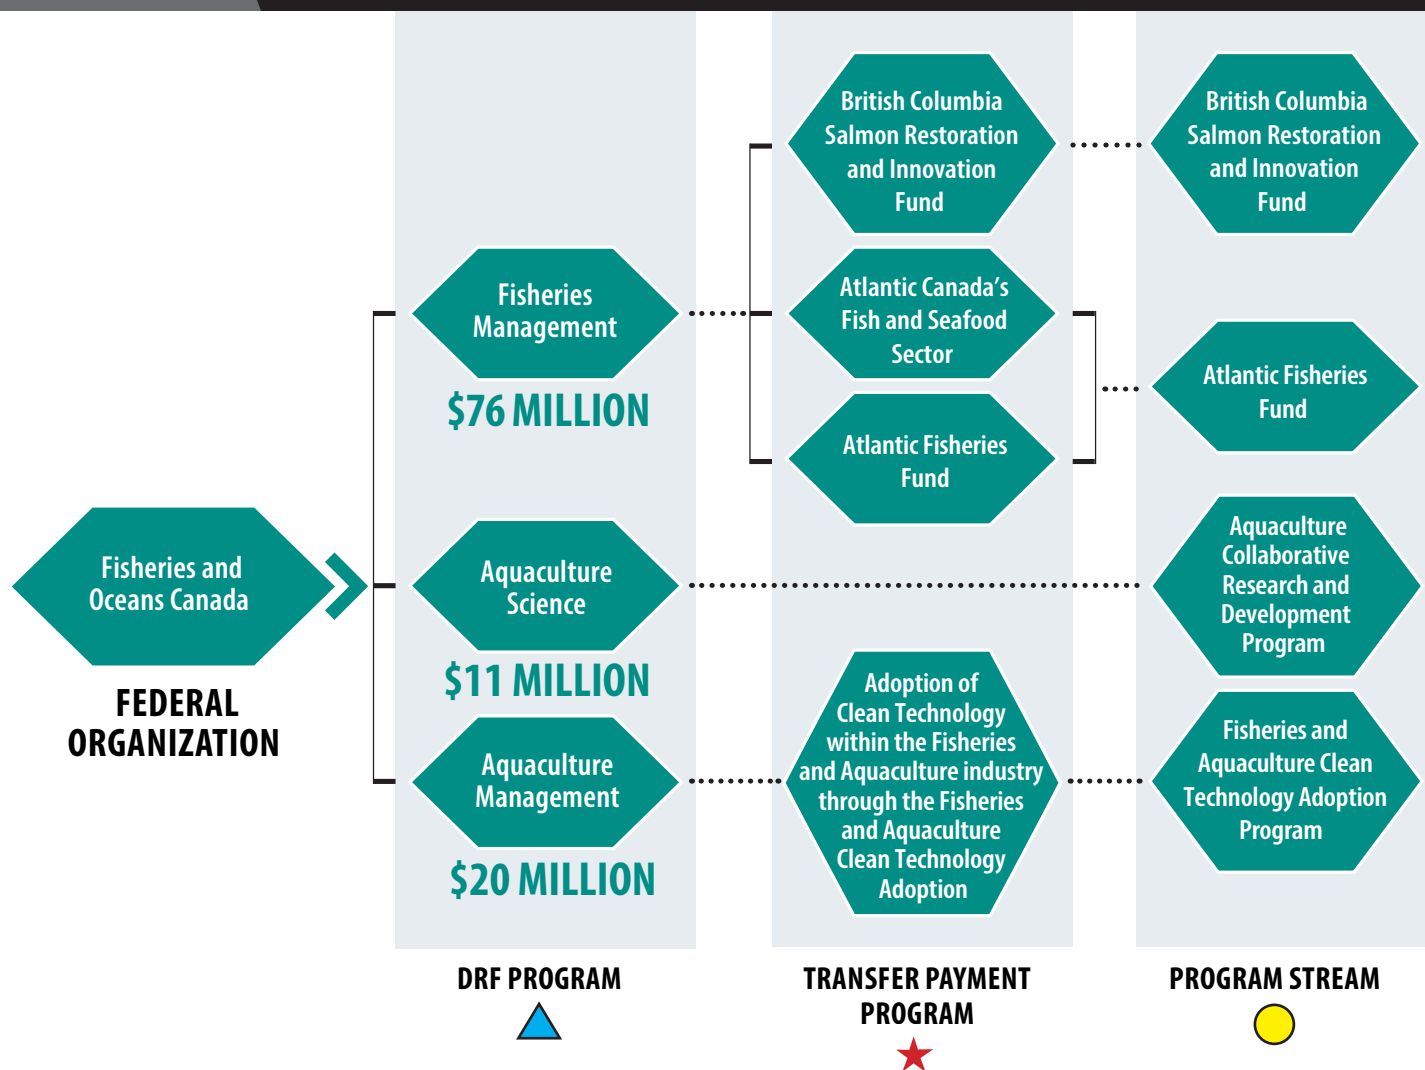 Fisheries and
Oceans Canada
FEDERAL
ORGANIZATION
Fisheries
Management
$76 MILLION
Aquaculture
Science
$11 MILLION
Aquaculture
Management
$20 MILLION
DRF PROGRAM
British Columbia
Salmon Restoration
and Innovation
Fund
Atlantic Canada’s
Fish and Seafood
Sector
Atlantic Fisheries
Fund
Adoption of
Clean Technology
within the Fisheries
and Aquaculture industry
through the Fisheries
and Aquaculture
Clean Technology
Adoption
TRANSFER PAYMENT
PROGRAM
British Columbia
Salmon Restoration
and Innovation
Fund
Atlantic Fisheries
Fund
Aquaculture
Collaborative
Research and
Development
Program
Fisheries and
Aquaculture Clean
Technology Adoption
Program
PROGRAM STREAM